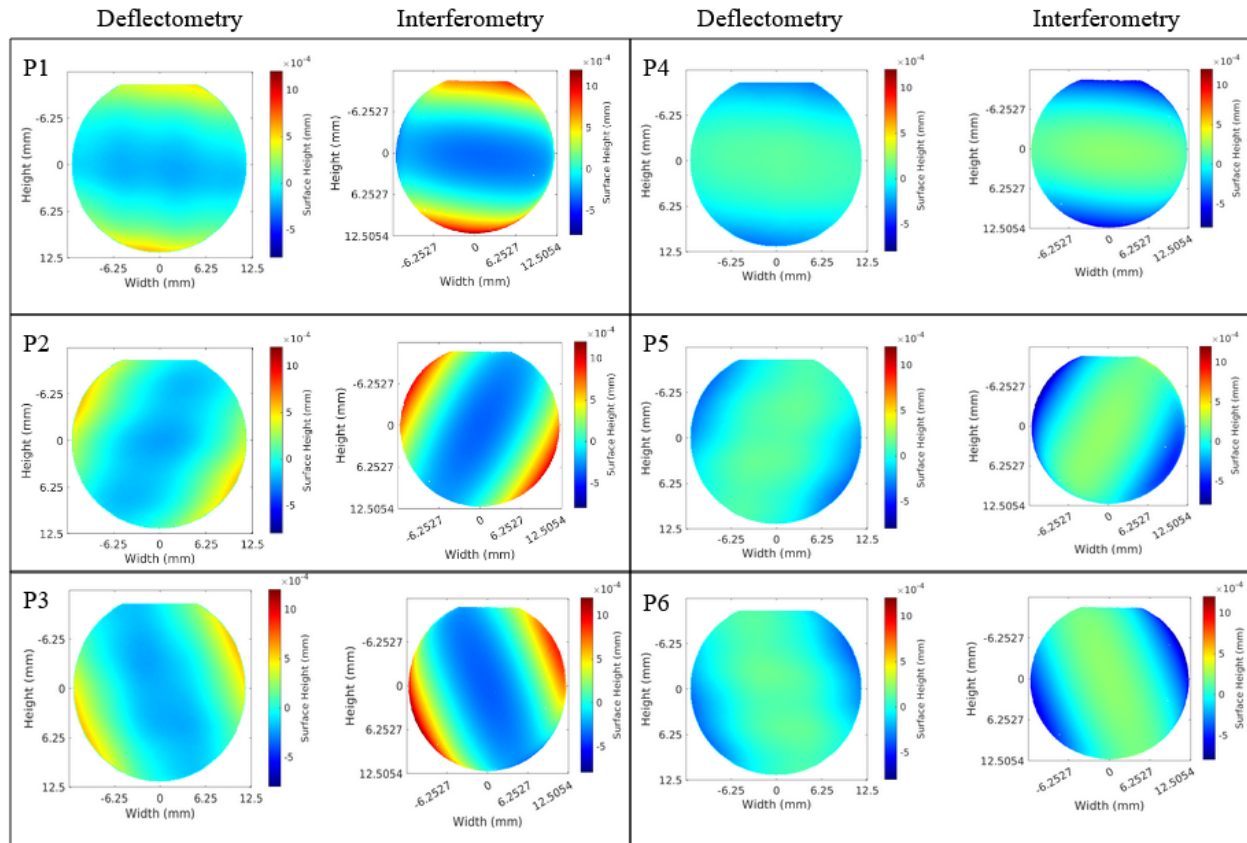 Deflectometry Interferometry Deflectometry Interferometry
P1
×10-4
10
5
0
-5
Surface Height (mm)
Height (mm)
-6.25
0
6.25
12.5
-6.25 0 6.25 12.5
Width (mm)
×10-4
10
5
0
-5
Surface Height (mm)
Height (mm)
-6.2527
0
6.2527
12.5054
-6.2527 0 6.2527 12.5054
Width (mm)
P4
×10-4
10
5
0
-5
Surface Height (mm)
Height (mm)
-6.25
0
6.25
12.5
-6.25 0 6.25 12.5
Width (mm)
×10-4
10
5
0
-5
Surface Height (mm)
Height (mm)
-6.2527
0
6.2527
12.5054
-6.2527 0 6.2527 12.5054
Width (mm)
P2
×10-4
10
5
0
-5
Surface Height (mm)
Height (mm)
-6.25
0
6.25
12.5
-6.25 0 6.25 12.5
Width (mm)
×10-4
10
5
0
-5
Surface Height (mm)
Height (mm)
-6.2527
0
6.2527
12.5054
-6.2527 0 6.2527 12.5054
Width (mm)
P5
×10-4
10
5
0
-5
Surface Height (mm)
Height (mm)
-6.25
0
6.25
12.5
-6.25 0 6.25 12.5
Width (mm)
×10-4
10
5
0
-5
Surface Height (mm)
Height (mm)
-6.2527
0
6.2527
12.5054
-6.2527 0 6.2527 12.5054
Width (mm)
P3
×10-4
10
5
0
-5
Surface Height (mm)
Height (mm)
-6.25
0
6.25
12.5
-6.25 0 6.25 12.5
Width (mm)
×10-4
10
5
0
-5
Surface Height (mm)
Height (mm)
-6.2527
0
6.2527
12.5054
-6.2527 0 6.2527 12.5054
Width (mm)
P6
×10-4
10
5
0
-5
Surface Height (mm)
Height (mm)
-6.25
0
6.25
12.5
-6.25 0 6.25 12.5
Width (mm)
×10-4
10
5
0
-5
Surface Height (mm)
Height (mm)
-6.2527
0
6.2527
12.5054
-6.2527 0 6.2527 12.5054
Width (mm)